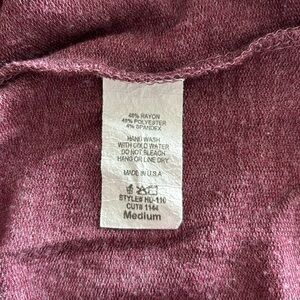 48% RAYON
48% POLYESTER
4% SPANDEX
HAND WASH
WITH COLD WATER
DO NOT BLEACH
HANG OR LINE DRY
MADE IN U.S.A
STYLE# HD-110
CUT# 1144
Medium